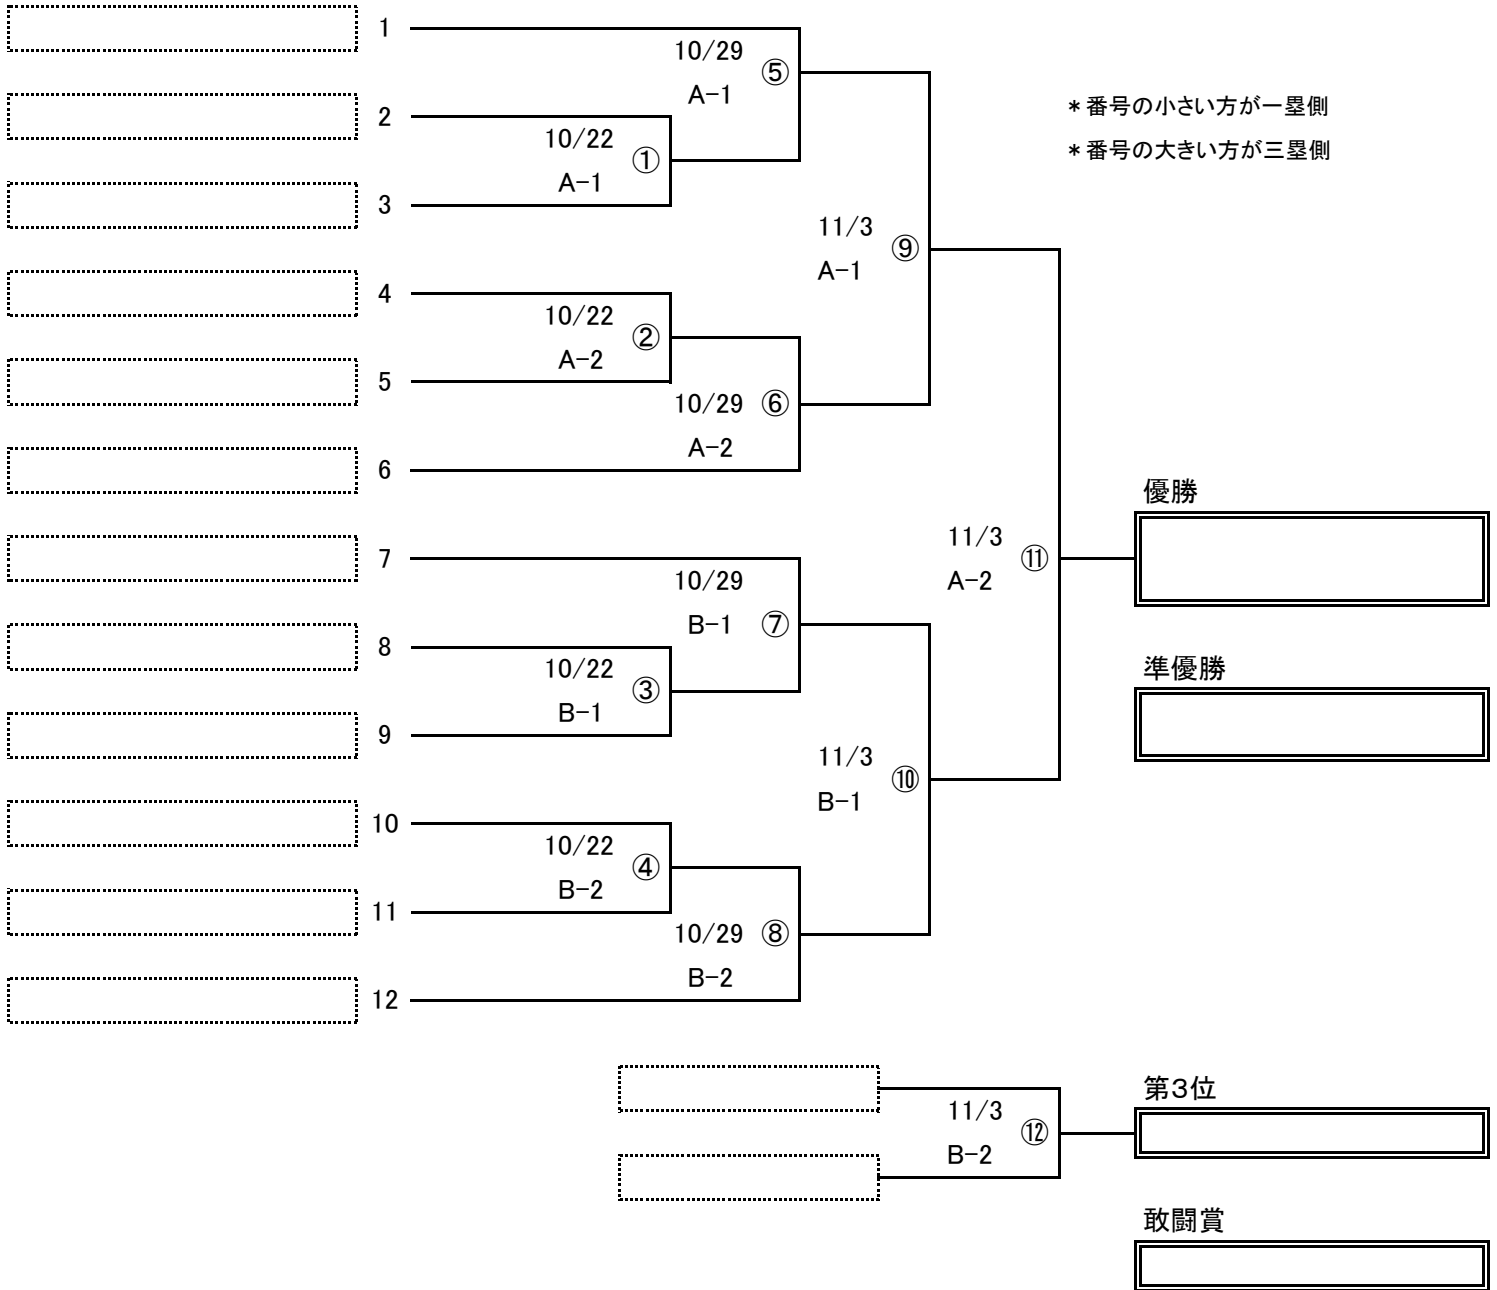 1
10/29
⑤
A-1
*番号の小さい方が一塁側
2
10/22
①
*番号の大きい方が三塁側
A-1
3
11/3
⑨
A-1
4
10/22
②
A-2
5
10/29
⑥
A-2
6
優勝
11/3
⑪
A-2
7
10/29
B-1
⑦
8
10/22
③
準優勝
B-1
9
11/3
⑩
B-1
10
10/22
④
B-2
11
10/29
⑧
B-2
12
第3位
11/3
⑫
B-2
敢闘賞